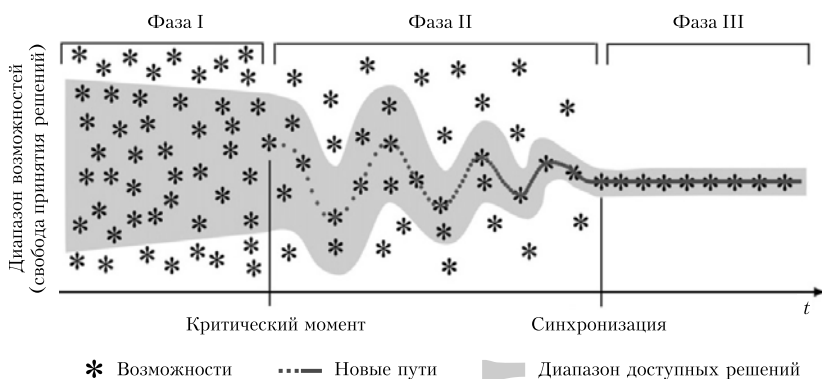 Фаза I
Фаза II
Фаза III
Диапазон возможностей
(свобода принятия решений)
t
Критический момент
Синхронизация
Возможности
Новые пути
Диапазон доступных решений